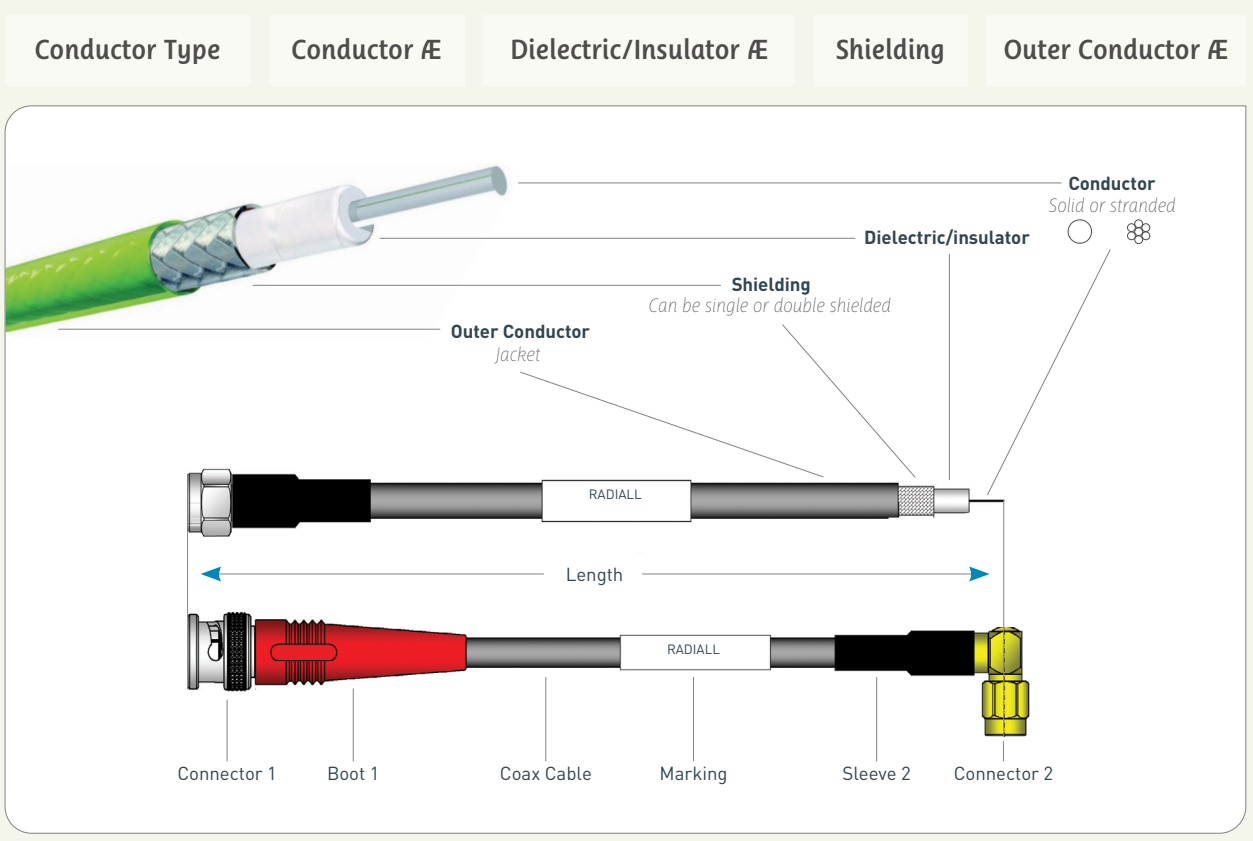 Conductor Type
Conductor Æ
Dielectric/Insulator Æ
Shielding
Outer Conductor Æ
Conductor
Solid or stranded
Dielectric/insulator
Shielding
Can be single or double shielded
Outer Conductor
Jacket
RADIALL
Length
RADIALL
Connector 1
Boot 1
Coax Cable
Marking
Sleeve 2
Connector 2